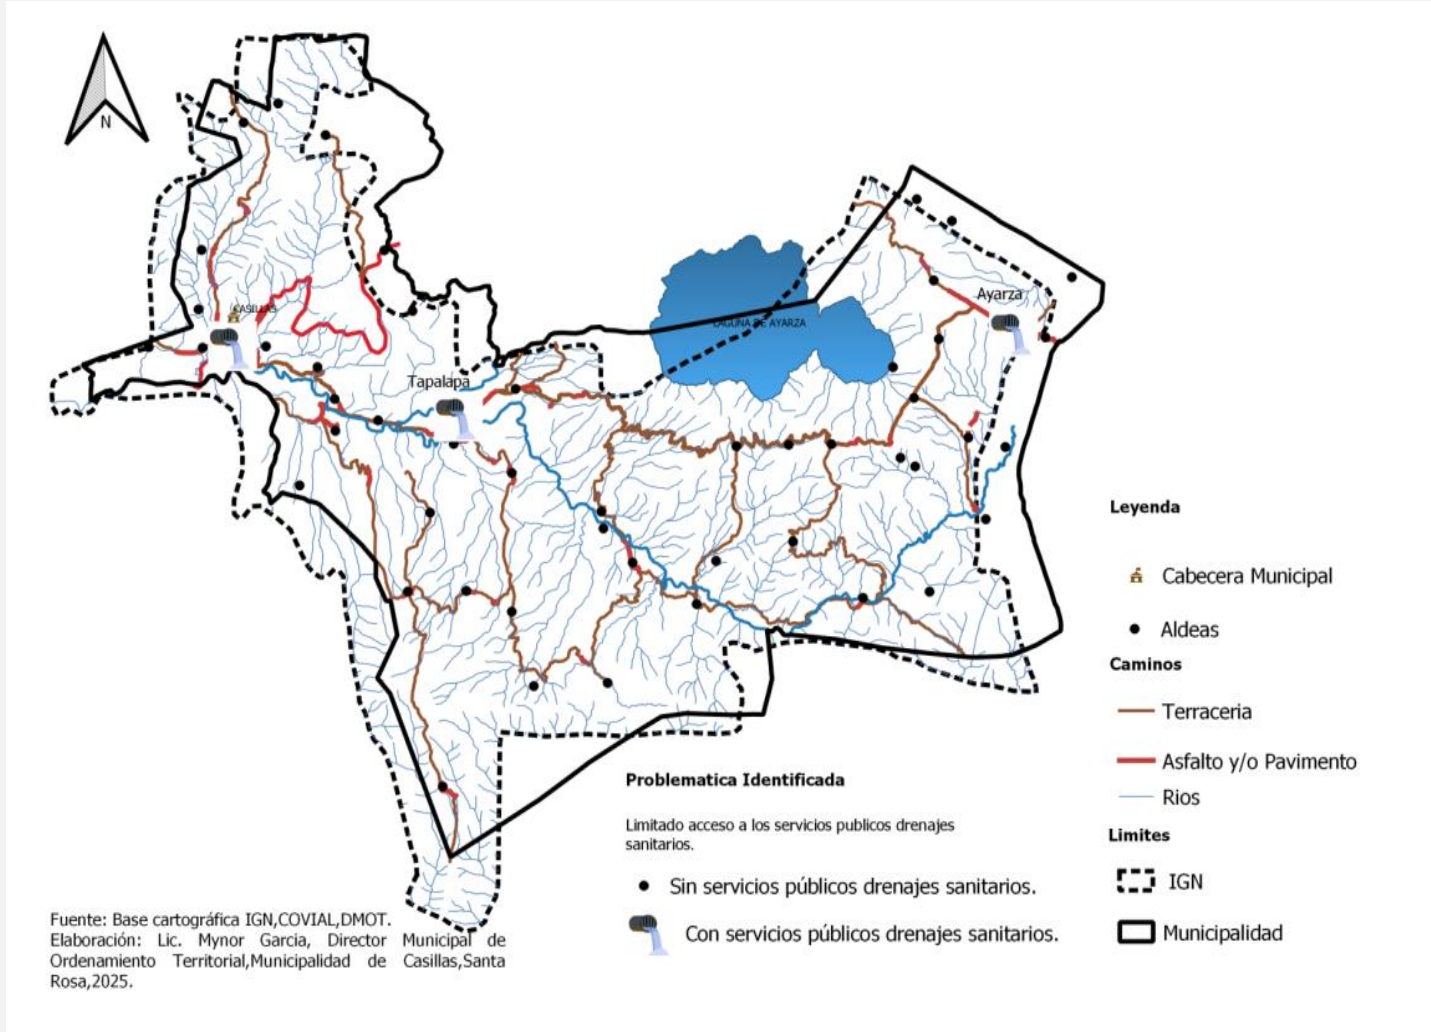 N
CASILLAS
LAGUNA DE AYARZA
Ayarza
Tapalapa
Leyenda
Cabecera Municipal
Aldeas
Caminos
Terraceria
Asfalto y/o Pavimento
Rios
Limites
IGN
Municipalidad
Problematica Identificada
Limitado acceso a los servicios publicos drenajes
sanitarios.
Sin servicios públicos drenajes sanitarios.
Con servicios públicos drenajes sanitarios.
Fuente: Base cartográfica IGN,COVIAL,DMOT.
Elaboración: Lic. Mynor Garcia, Director Municipal de
Ordenamiento Territorial,Municipalidad de Casillas,Santa
Rosa,2025.